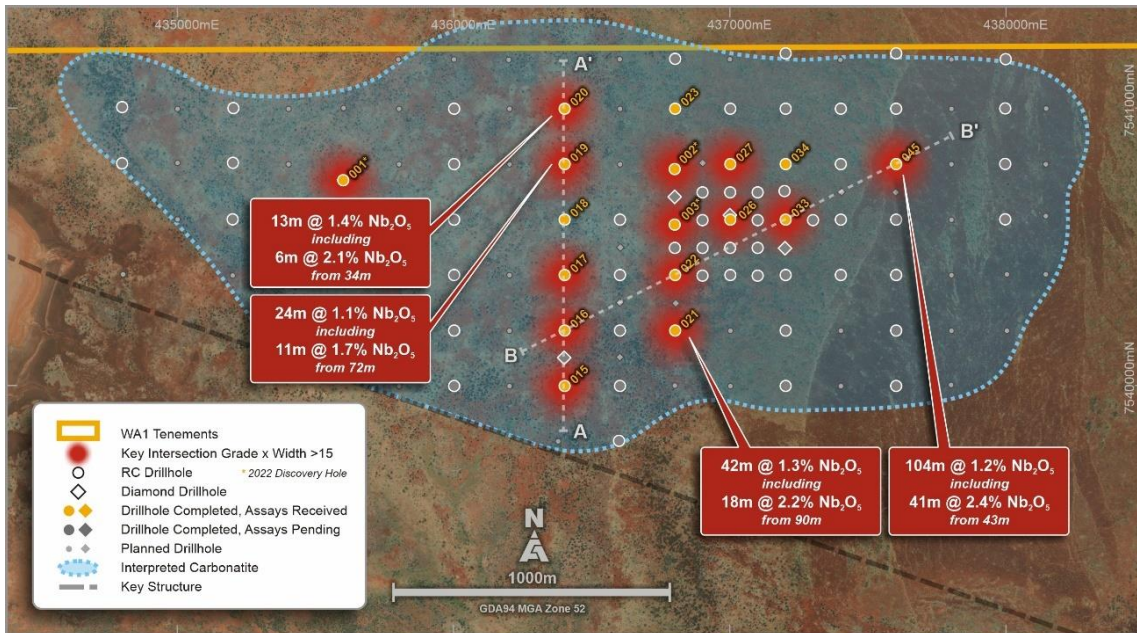 435000mE
436000mE
437000mE
438000mE
7541000mN
7540000mN
A'
B'
020
023
001*
019
002*
027
034
045
018
003*
026
033
017
022
016
021
B
015
A
13m @ 1.4% Nb₂O₅
including
6m @ 2.1% Nb₂O₅
from 34m
24m @ 1.1% Nb₂O₅
including
11m @ 1.7% Nb₂O₅
from 72m
42m @ 1.3% Nb₂O₅
including
18m @ 2.2% Nb₂O₅
from 90m
104m @ 1.2% Nb₂O₅
including
41m @ 2.4% Nb₂O₅
from 43m
WA1 Tenements
Key Intersection Grade x Width >15
RC Drillhole * 2022 Discovery Hole
Diamond Drillhole
Drillhole Completed, Assays Received
Drillhole Completed, Assays Pending
Planned Drillhole
Interpreted Carbonatite
Key Structure
N
1000m
GDA94 MGA Zone 52